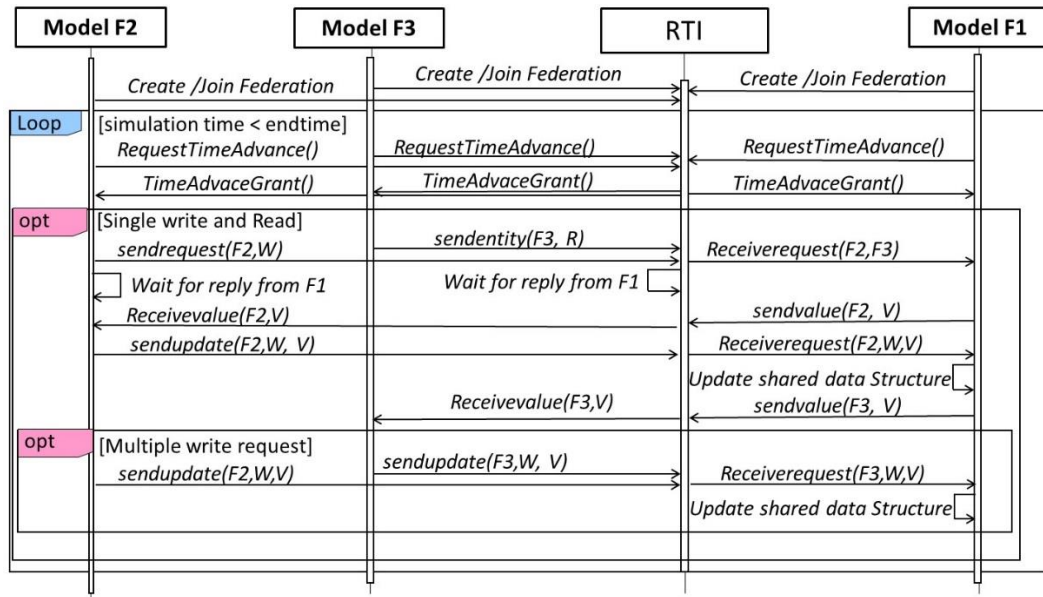 Model F2 Model F3 RTI Model F1
Create /Join Federation Create /Join Federation Create /Join Federation
Loop [simulation time < endtime]
RequestTimeAdvance() RequestTimeAdvance() RequestTimeAdvance()
TimeAdvaceGrant() TimeAdvaceGrant() TimeAdvaceGrant()
opt [Single write and Read]
sendrequest(F2,W) sendentity(F3, R) Receiverequest(F2,F3)
Wait for reply from F1 Wait for reply from F1
Receivevalue(F2,V) sendvalue(F2, V)
sendupdate(F2,W, V) Receiverequest(F2,W,V)
Update shared data Structure
Receivevalue(F3,V) sendvalue(F3, V)
opt [Multiple write request]
sendupdate(F2,W,V) sendupdate(F3,W, V) Receiverequest(F3,W,V)
Update shared data Structure